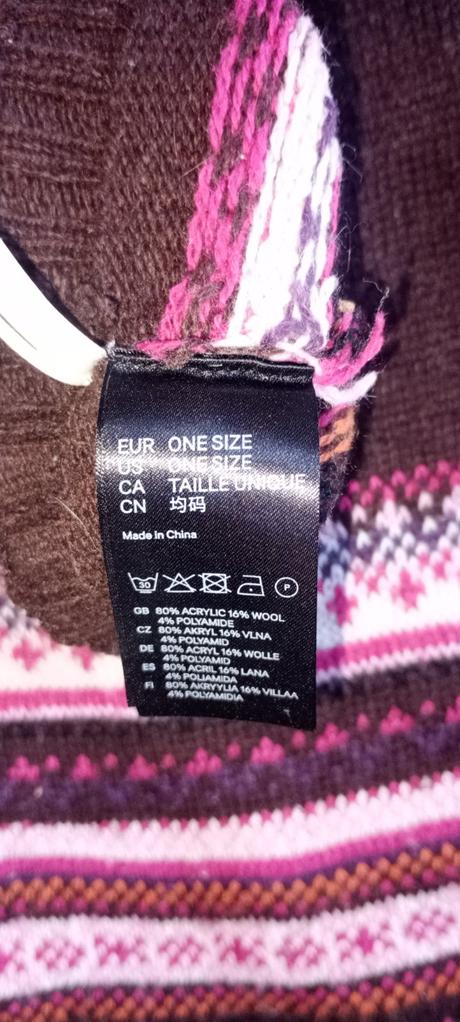 EUR ONE SIZE
US ONE SIZE
CA TAILLE UNIQUE
CN 均码
Made in China
30 P
GB 80% ACRYLIC 16% WOOL
4% POLYAMIDE
CZ 80% AKRYL 16% VLNA
4% POLYAMID
DE 80% ACRYL 16% WOLLE
4% POLYAMID
ES 80% ACRIL 16% LANA
4% POLIAMIDA
FI 80% AKRYYLIA 16% VILLAA
4% POLYAMIDIA